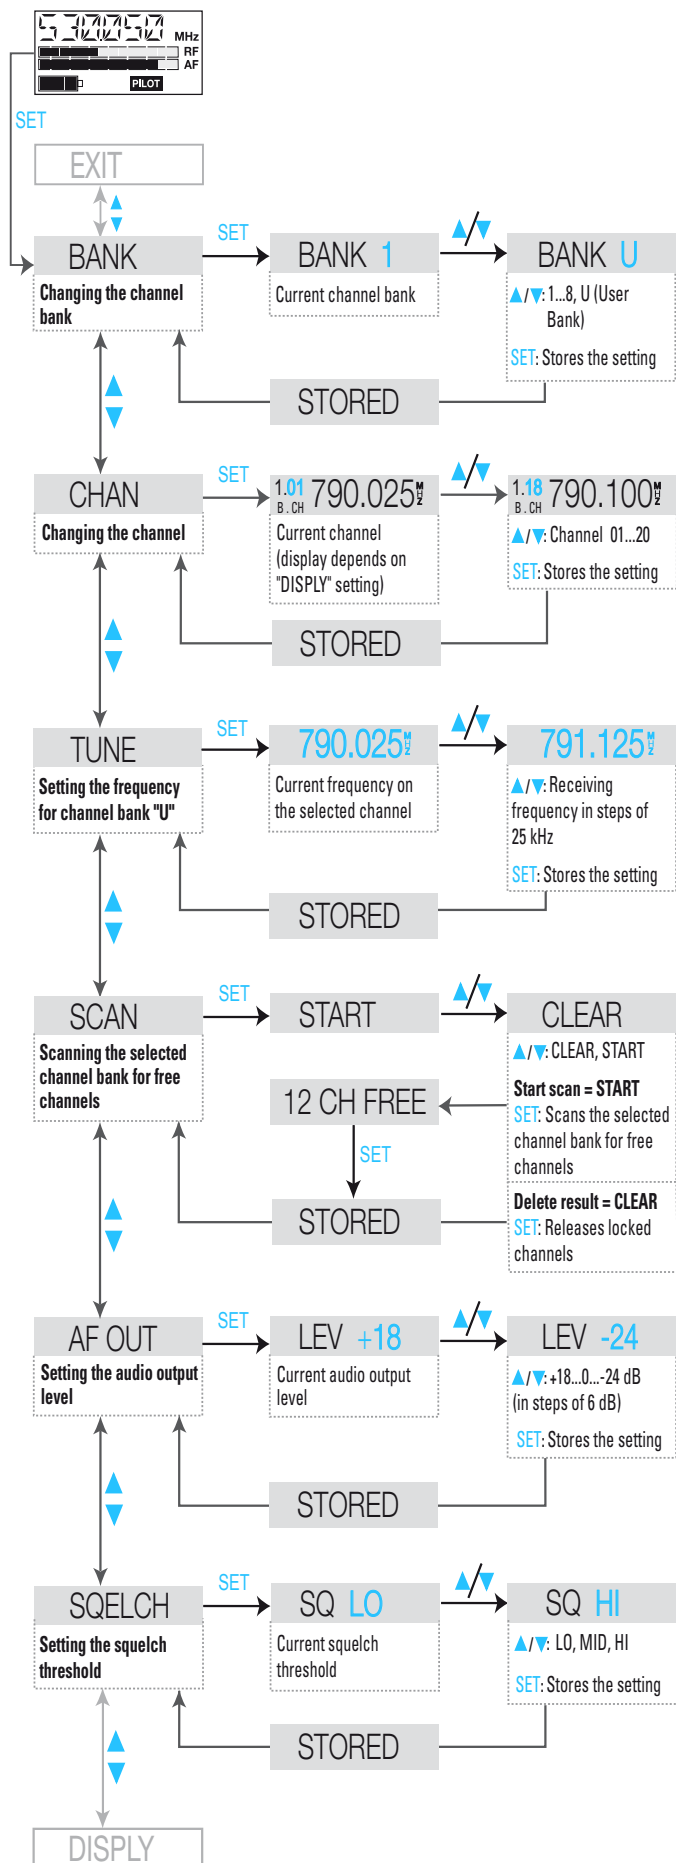 530.050 MHz
RF
AF
PILOT
SET
EXIT
BANK
Changing the channel
bank
SET
BANK 1
Current channel bank
▲/▼
BANK U
▲/▼: 1...8, U (User
Bank)
SET: Stores the setting
STORED
CHAN
Changing the channel
SET
1.01 790.025 MHz
B . CH
Current channel
(display depends on
"DISPLY" setting)
▲/▼
1.18 790.100 MHz
B . CH
▲/▼: Channel 01...20
SET: Stores the setting
STORED
TUNE
Setting the frequency
for channel bank "U"
SET
790.025 MHz
Current frequency on
the selected channel
▲/▼
791.125 MHz
▲/▼: Receiving
frequency in steps of
25 kHz
SET: Stores the setting
STORED
SCAN
Scanning the selected
channel bank for free
channels
SET
START
▲/▼
CLEAR
▲/▼: CLEAR, START
Start scan = START
SET: Scans the selected
channel bank for free
channels
12 CH FREE
SET
Delete result = CLEAR
SET: Releases locked
channels
STORED
AF OUT
Setting the audio output
level
SET
LEV +18
Current audio output
level
▲/▼
LEV -24
▲/▼: +18...0...-24 dB
(in steps of 6 dB)
SET: Stores the setting
STORED
SQELCH
Setting the squelch
threshold
SET
SQ LO
Current squelch
threshold
▲/▼
SQ HI
▲/▼: LO, MID, HI
SET: Stores the setting
STORED
DISPLY